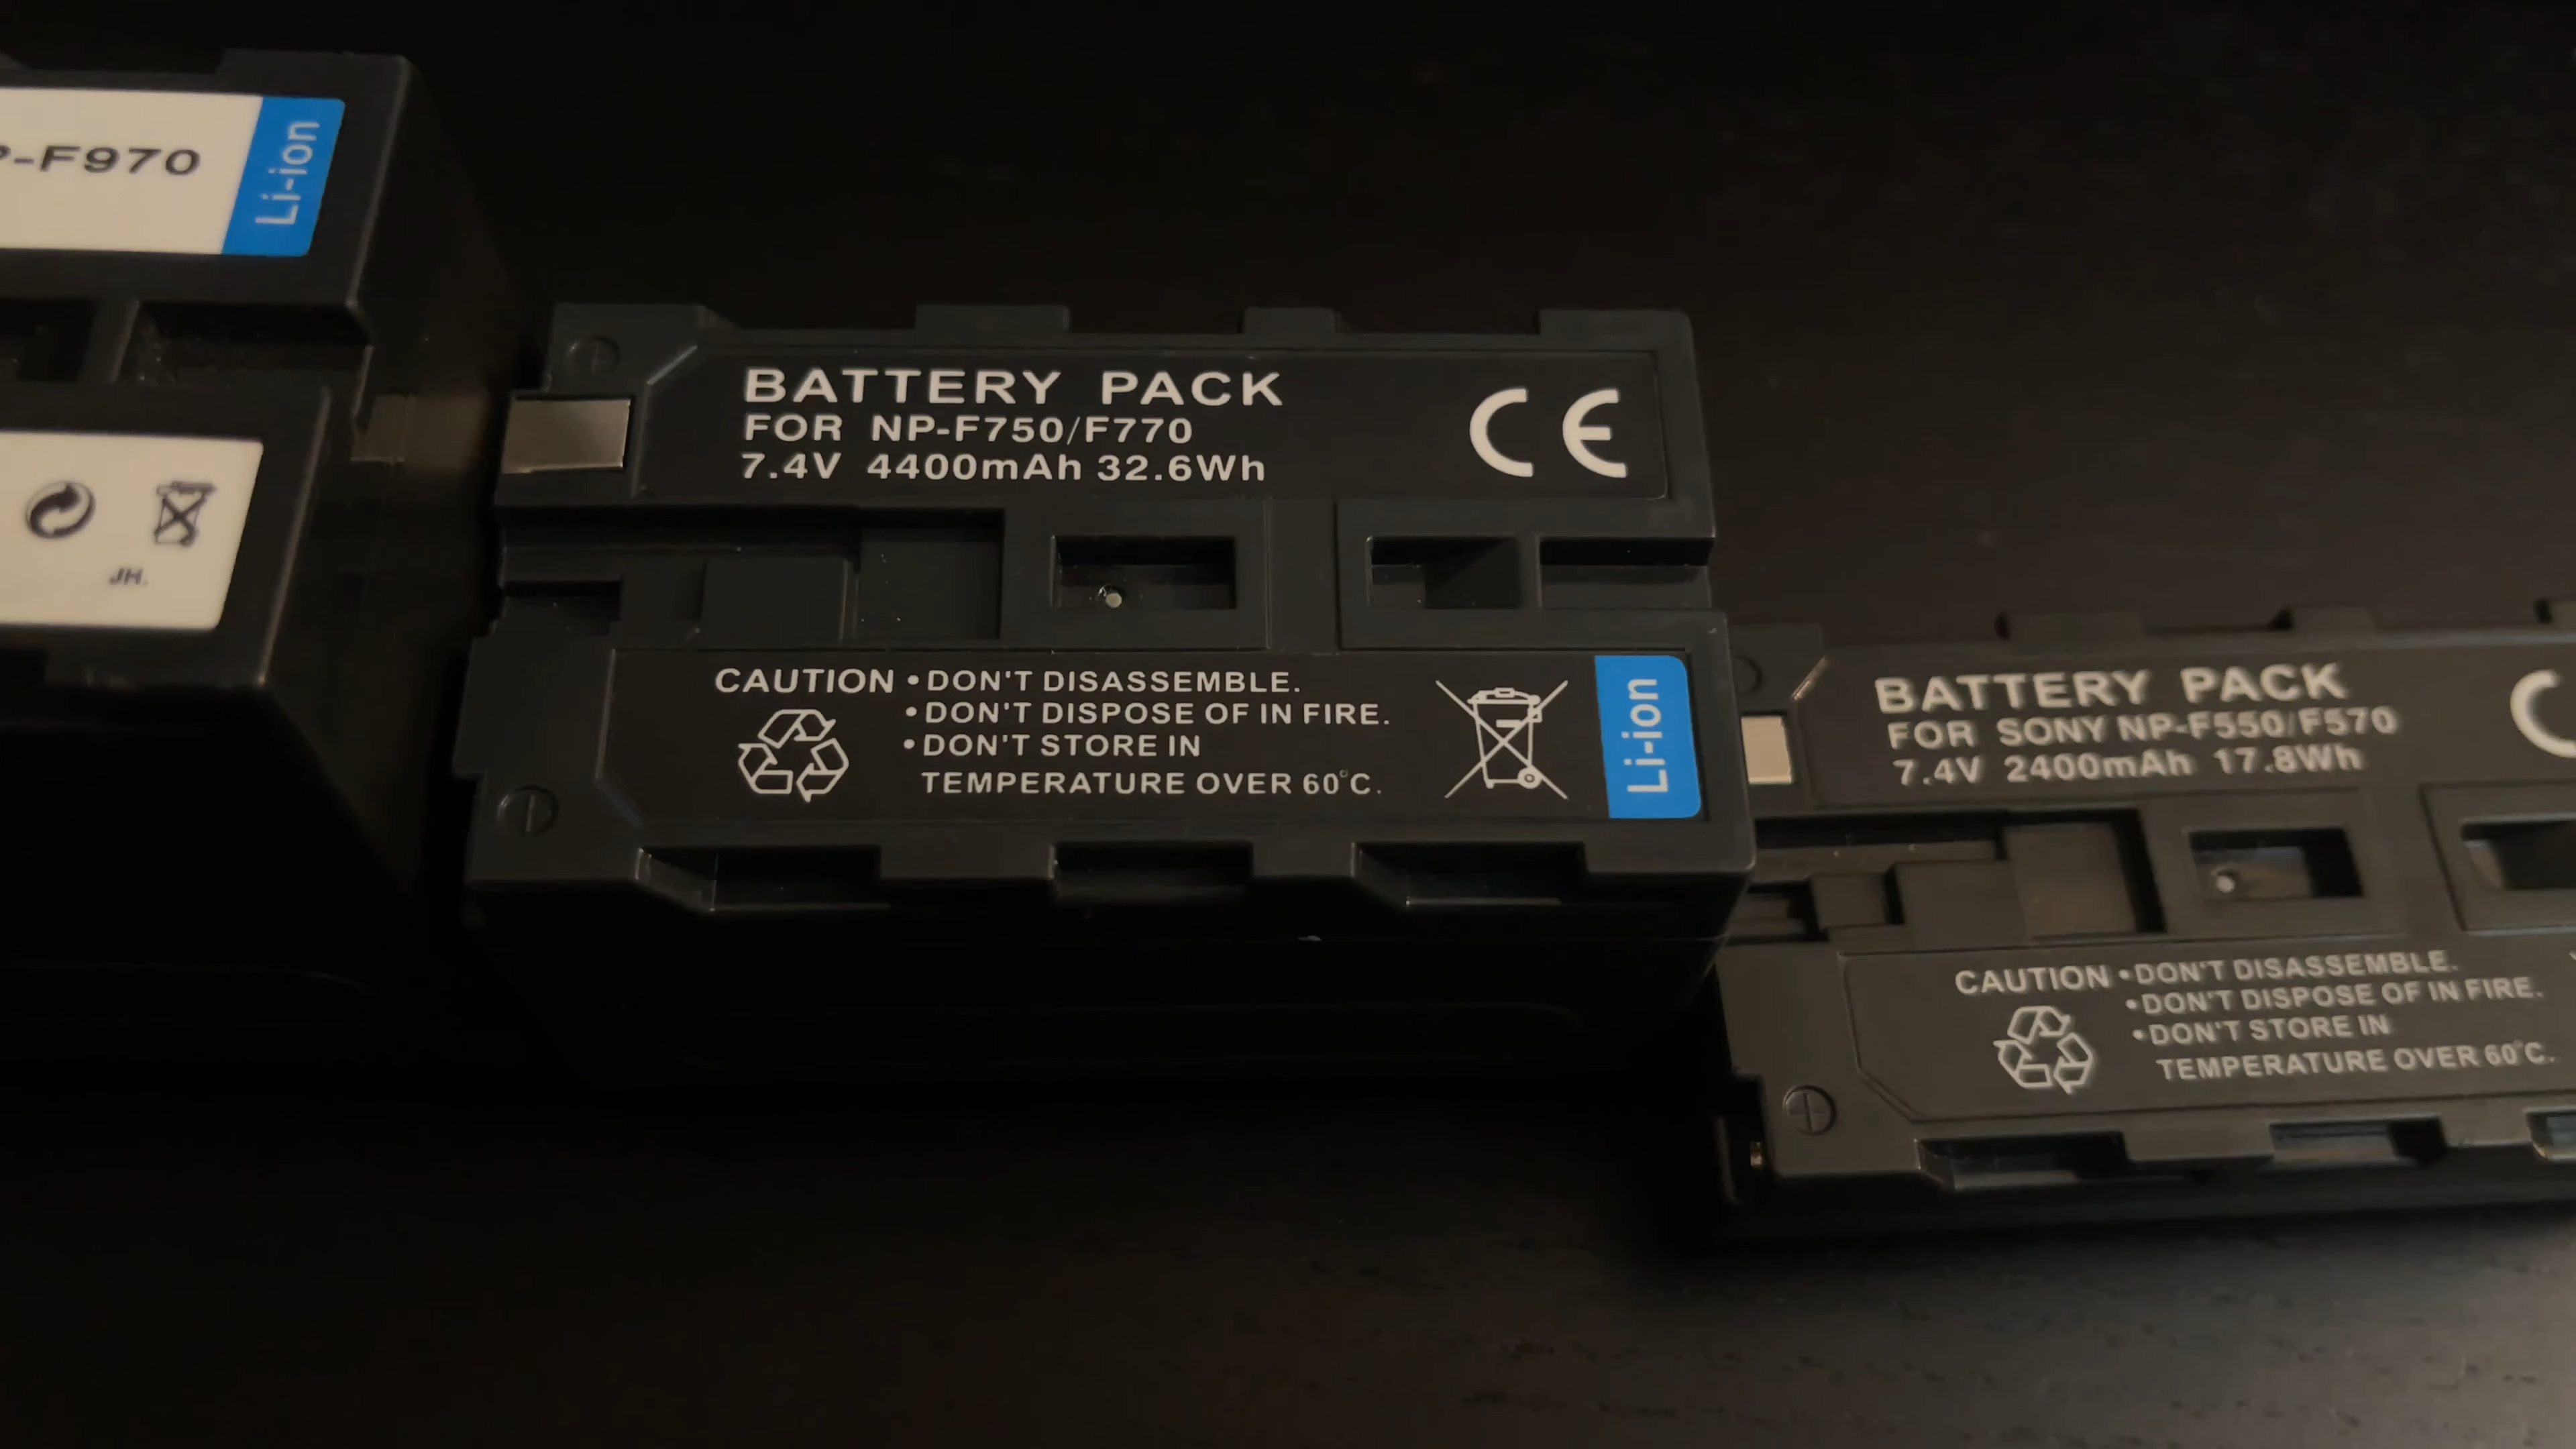 P-F970
Li-ion
JH.
BATTERY PACK
FOR NP-F750/F770
7.4V 4400mAh 32.6Wh
CE
CAUTION •DON'T DISASSEMBLE.
•DON'T DISPOSE OF IN FIRE.
•DON'T STORE IN
TEMPERATURE OVER 60°C.
Li-ion
BATTERY PACK
FOR SONY NP-F550/F570
7.4V 2400mAh 17.8Wh
C
CAUTION •DON'T DISASSEMBLE.
•DON'T DISPOSE OF IN FIRE.
•DON'T STORE IN
TEMPERATURE OVER 60°C.